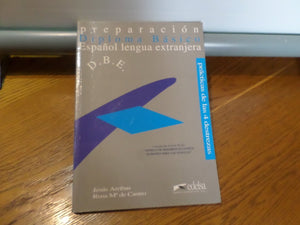 preparación
Diploma Básico
Español lengua extranjera
D.B.E.
prácticas de las 4 destrezas
Jesús Arribas
Rosa Mª de Castro
edelsa